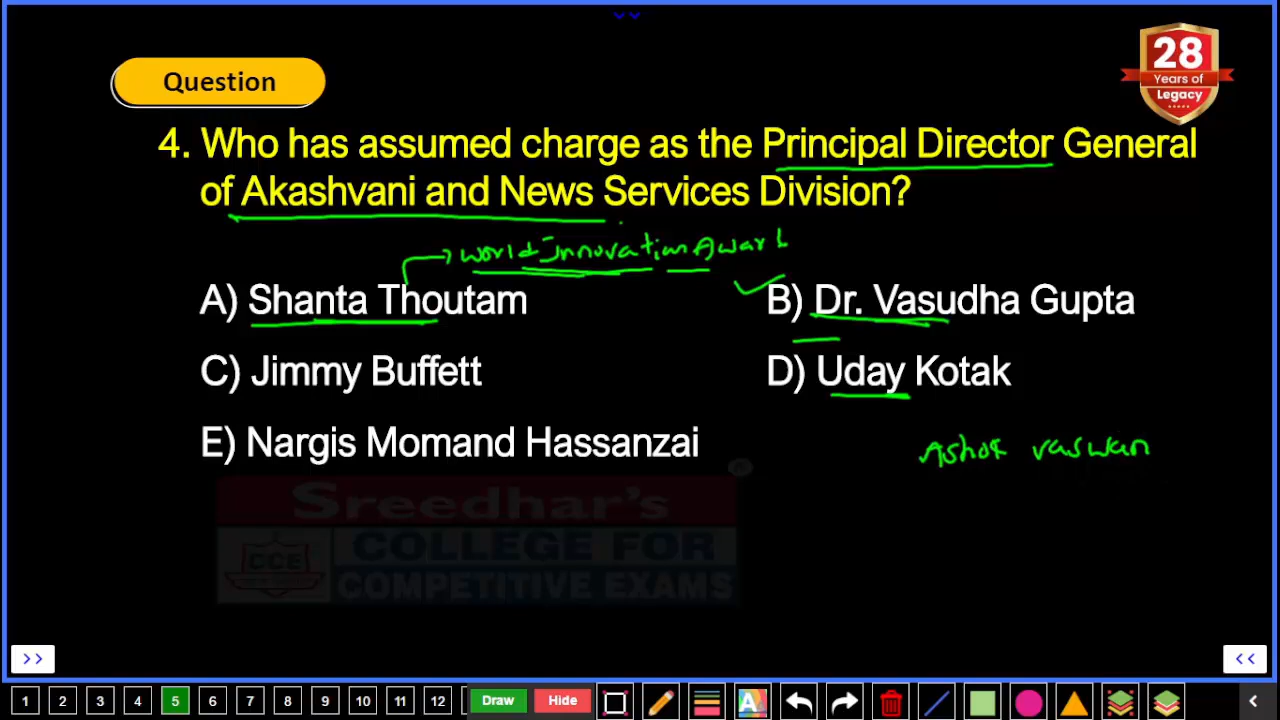 28
Years of
Legacy
Question
4. Who has assumed charge as the Principal Director General
of Akashvani and News Services Division?
World Innovation Award
A) Shanta Thoutam
B) Dr. Vasudha Gupta
C) Jimmy Buffett
D) Uday Kotak
E) Nargis Momand Hassanzai
Ashok vaswan
Sreedhar's
CCE
COLLEGE FOR
COMPETITIVE EXAMS
>> <<
1 2 3 4 5 6 7 8 9 10 11 12 Draw Hide A